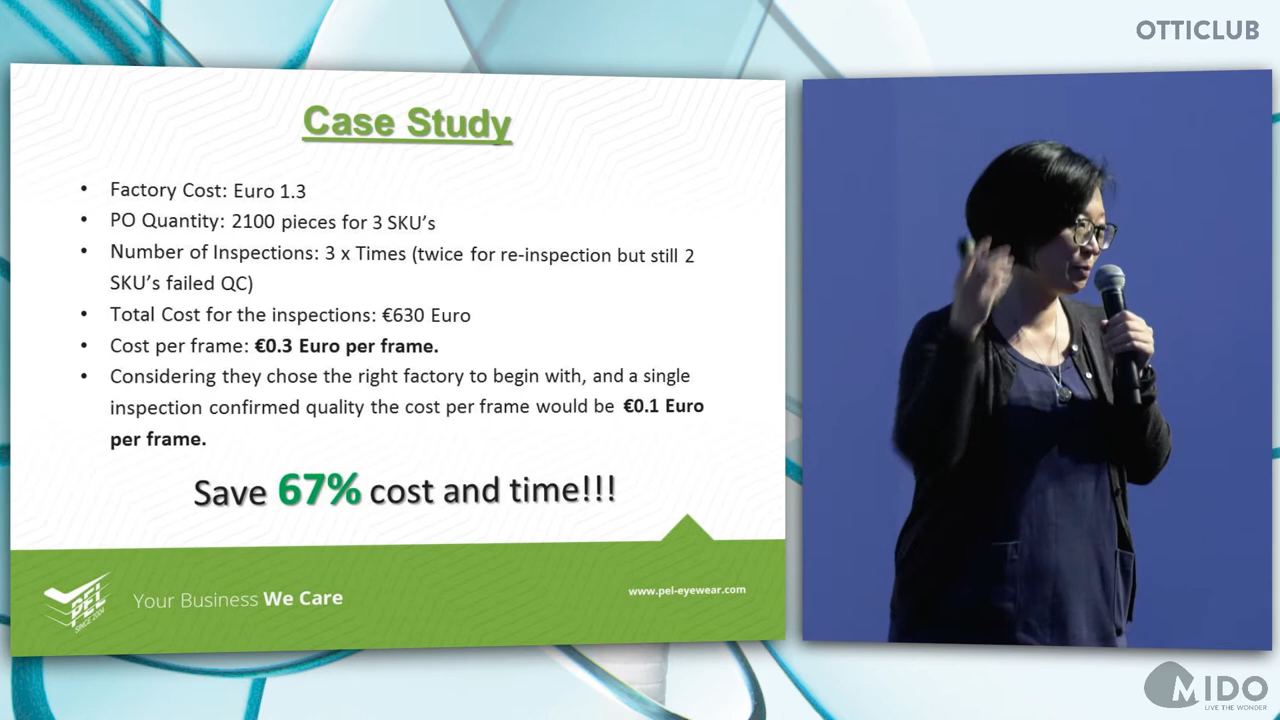 OTTICLUB
Case Study
• Factory Cost: Euro 1.3
• PO Quantity: 2100 pieces for 3 SKU's
• Number of Inspections: 3 x Times (twice for re-inspection but still 2
SKU's failed QC)
• Total Cost for the inspections: €630 Euro
• Cost per frame: €0.3 Euro per frame.
• Considering they chose the right factory to begin with, and a single
inspection confirmed quality the cost per frame would be €0.1 Euro
per frame.
Save 67% cost and time!!!
PEL
SINCE 2004
Your Business We Care
www.pel-eyewear.com
MIDO
LIVE THE WONDER